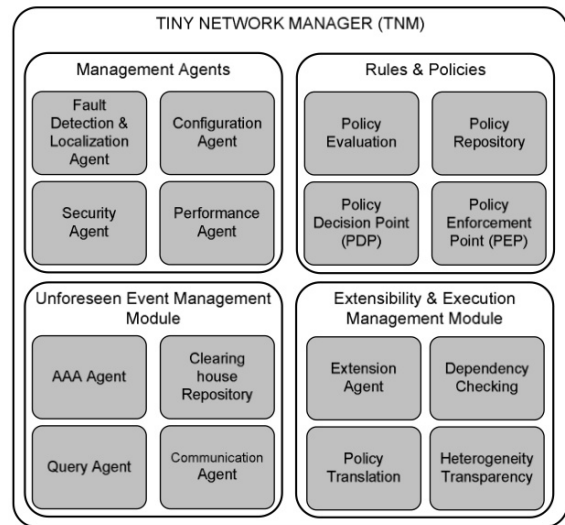 TINY NETWORK MANAGER (TNM)
Management Agents
Fault
Detection &
Localization
Agent
Configuration
Agent
Security
Agent
Performance
Agent
Rules & Policies
Policy
Evaluation
Policy
Repository
Policy
Decision Point
(PDP)
Policy
Enforcement
Point (PEP)
Unforeseen Event Management
Module
AAA Agent
Clearing
house
Repository
Query Agent
Communication
Agent
Extensibility & Execution
Management Module
Extension
Agent
Dependency
Checking
Policy
Translation
Heterogeneity
Transparency